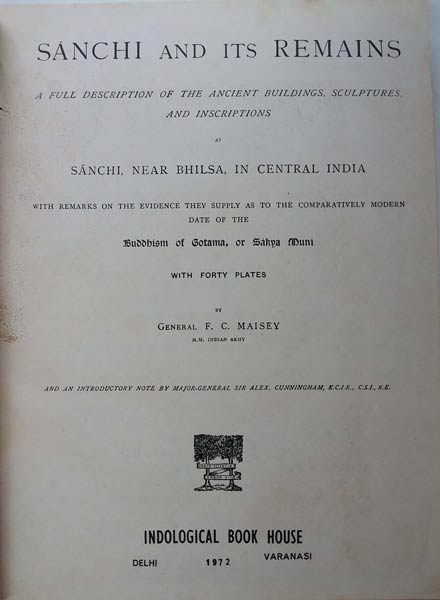 SÁNCHI AND ITS REMAINS
A FULL DESCRIPTION OF THE ANCIENT BUILDINGS, SCULPTURES,
AND INSCRIPTIONS
AT
SÁNCHI, NEAR BHILSA, IN CENTRAL INDIA
WITH REMARKS ON THE EVIDENCE THEY SUPPLY AS TO THE COMPARATIVELY MODERN
DATE OF THE
Buddhism of Gotama, or Sákya Muni
WITH FORTY PLATES
BY
GENERAL F. C. MAISEY
H.M. INDIAN ARMY
AND AN INTRODUCTORY NOTE BY MAJOR-GENERAL SIR ALEX. CUNNINGHAM, K.C.I.E., C.S.I., R.E.
INDOLOGICAL BOOK HOUSE
DELHI 1972 VARANASI